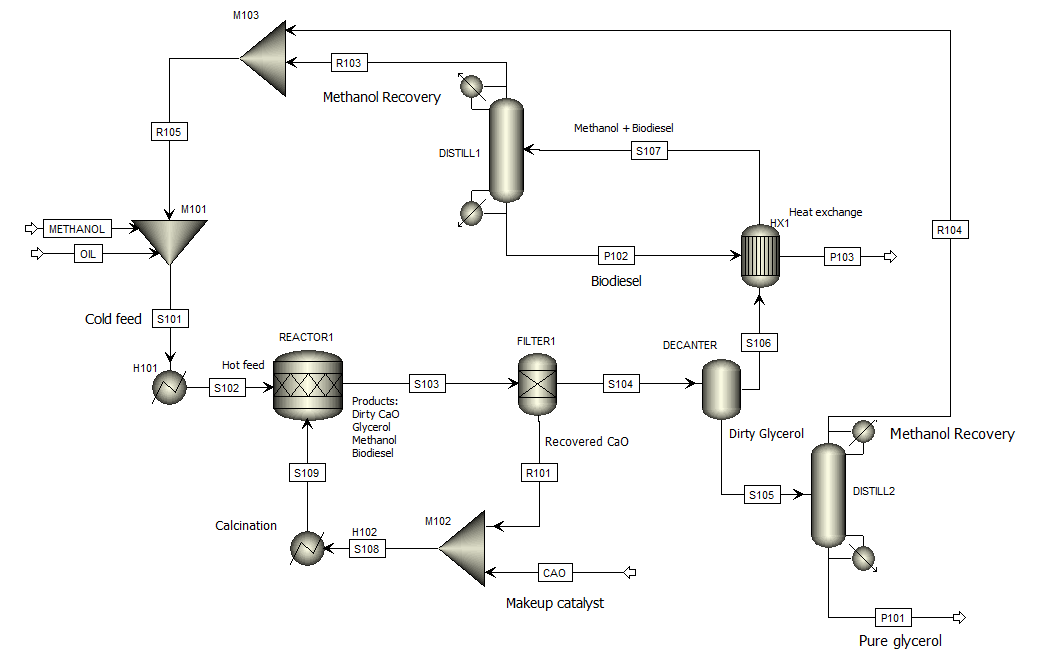 M103
R103
Methanol Recovery
R105
Methanol + Biodiesel
DISTILL1
S107
M101
METHANOL
OIL
Heat exchange
HX1
R104
P102
P103
Biodiesel
Cold feed
S101
REACTOR1
FILTER1
DECANTER
S106
H101
Hot feed
S102
S103
S104
Products:
Dirty CaO
Glycerol
Methanol
Biodiesel
Dirty Glycerol
Methanol Recovery
Recovered CaO
S109
R101
S105
DISTILL2
Calcination
H102
M102
S108
CAO
Makeup catalyst
P101
Pure glycerol